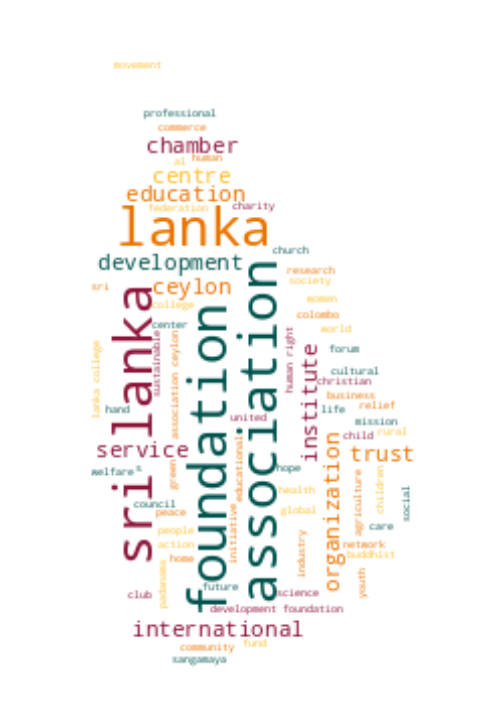 movement
professional
commerce
chamber
al
human
centre
education
federation
charity
lanka
church
development
research
society
sri
ceylon
women
college
colombo
center
world
sri lanka
foundation
association
sustainable
association ceylon
human right
institute
lanka college
forum
cultural
christian
business
relief
hand
life
united
mission
child
rural
service
trust
organization
welfare
s
hope
green
educational
health
agriculture
children
social
council
peace
global
care
people
initiative
industry
action
network
home
buddhist
padanama
future
youth
club
science
development foundation
international
community
fund
sangamaya